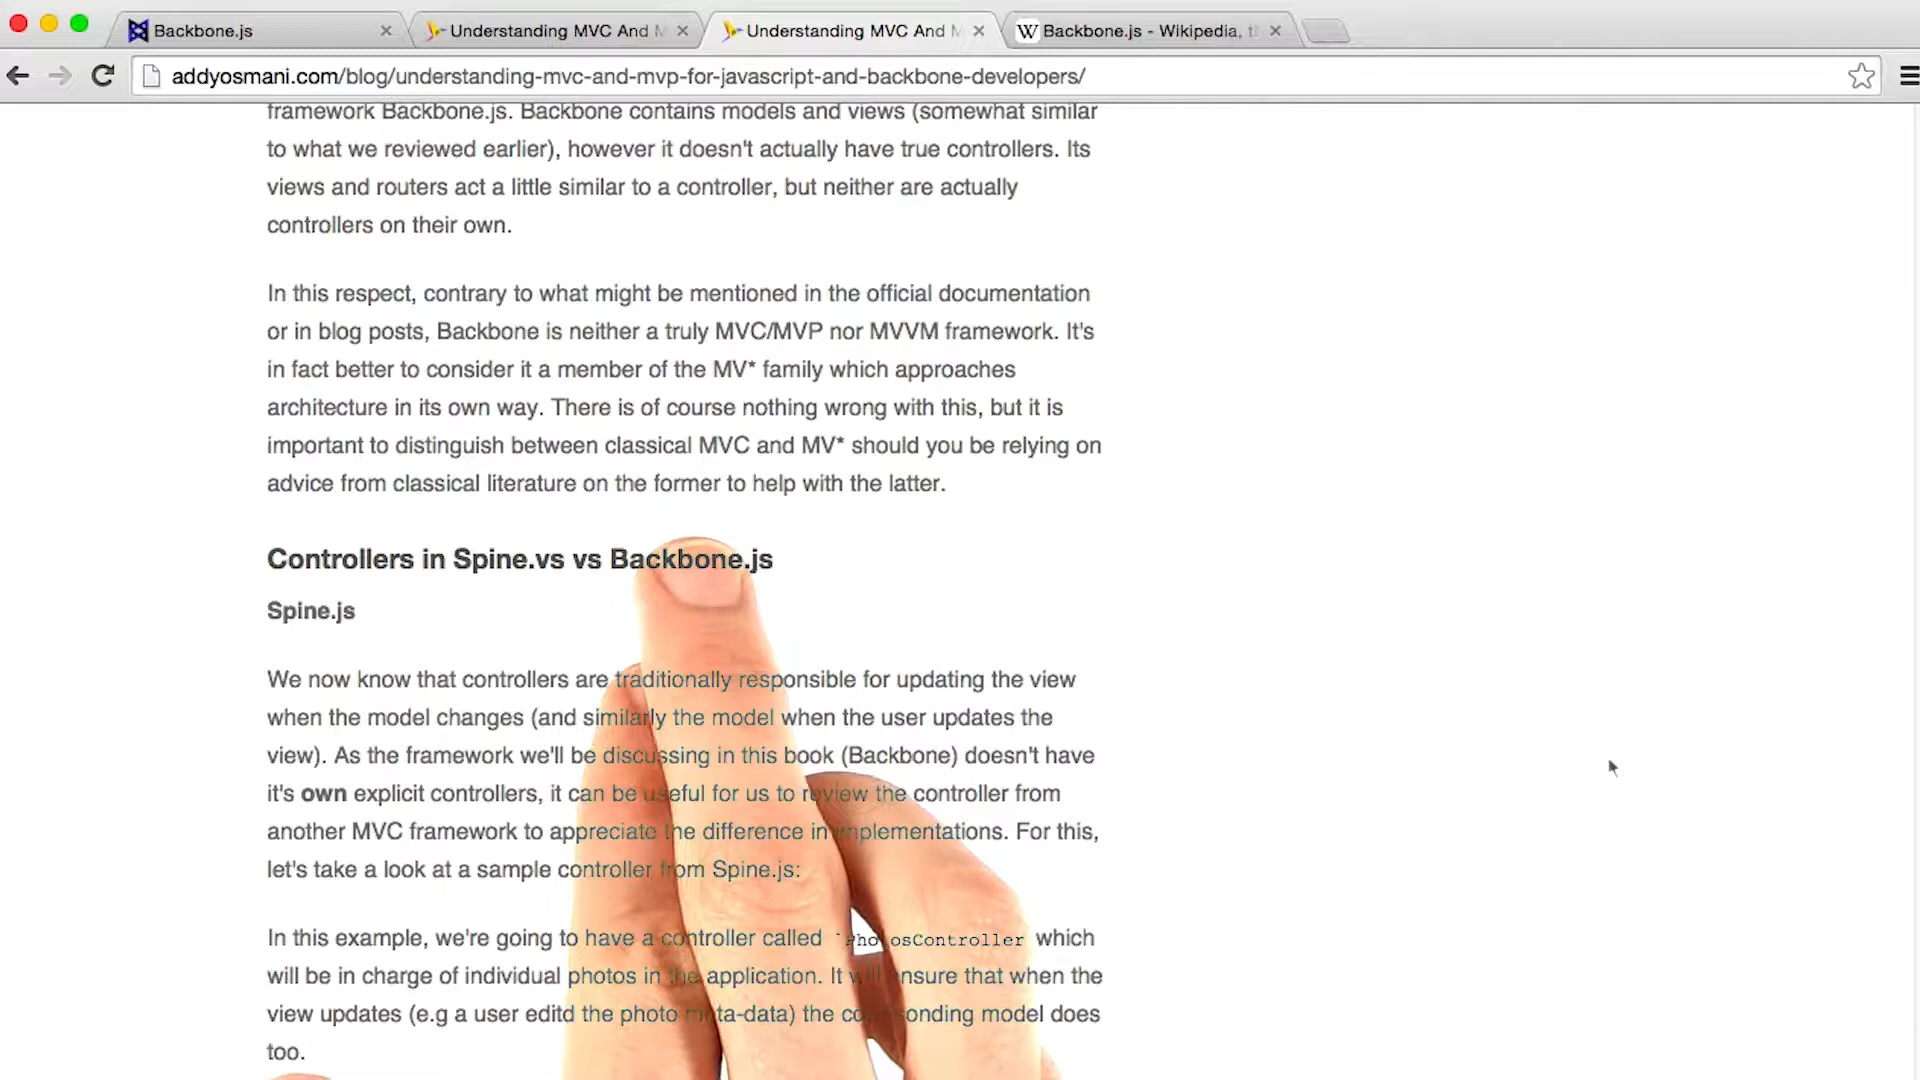 Backbone.js
Understanding MVC And M
Understanding MVC And M
Backbone.js - Wikipedia, t
addyosmani.com/blog/understanding-mvc-and-mvp-for-javascript-and-backbone-developers/
framework Backbone.js. Backbone contains models and views (somewhat similar
to what we reviewed earlier), however it doesn't actually have true controllers. Its
views and routers act a little similar to a controller, but neither are actually
controllers on their own.
In this respect, contrary to what might be mentioned in the official documentation
or in blog posts, Backbone is neither a truly MVC/MVP nor MVVM framework. It's
in fact better to consider it a member of the MV* family which approaches
architecture in its own way. There is of course nothing wrong with this, but it is
important to distinguish between classical MVC and MV* should you be relying on
advice from classical literature on the former to help with the latter.
Controllers in Spine.vs vs Backbone.js
Spine.js
We now know that controllers are traditionally responsible for updating the view
when the model changes (and similarly the model when the user updates the
view). As the framework we'll be discussing in this book (Backbone) doesn't have
it's own explicit controllers, it can be useful for us to review the controller from
another MVC framework to appreciate the difference in implementations. For this,
let's take a look at a sample controller from Spine.js:
In this example, we're going to have a controller called `PhotosController which
will be in charge of individual photos in the application. It will ensure that when the
view updates (e.g a user editd the photo meta-data) the corresponding model does
too.